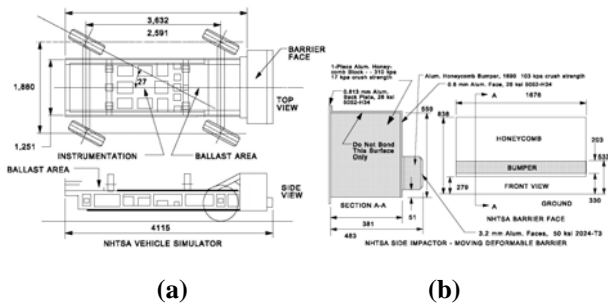 3,632
2,591
BARRIER
FACE
1,880
27
TOP
VIEW
1,251
INSTRUMENTATION
BALLAST AREA
BALLAST AREA
SIDE
VIEW
4115
NHTSA VEHICLE SIMULATOR
(a)
1-Piece Alum. Honey-
comb Block - - 310 kpa
17 kpa crush strength
Alum. Honeycomb Bumper, 1690 103 kpa crush strength
0.813 mm Alum.
Back Plate, 26 ksi
5052-H34
0.8 mm Alum. Face, 26 ksi 5052-H34
A
1676
559
838
Do Not Bond
This Surface
Only
HONEYCOMB
203
533
BUMPER
279
FRONT VIEW
330
GROUND
A
SECTION A-A
51
381
483
NHTSA BARRIER FACE
3.2 mm Alum. Faces, 50 ksi 2024-T3
NHTSA SIDE IMPACTOR - MOVING DEFORMABLE BARRIER
(b)